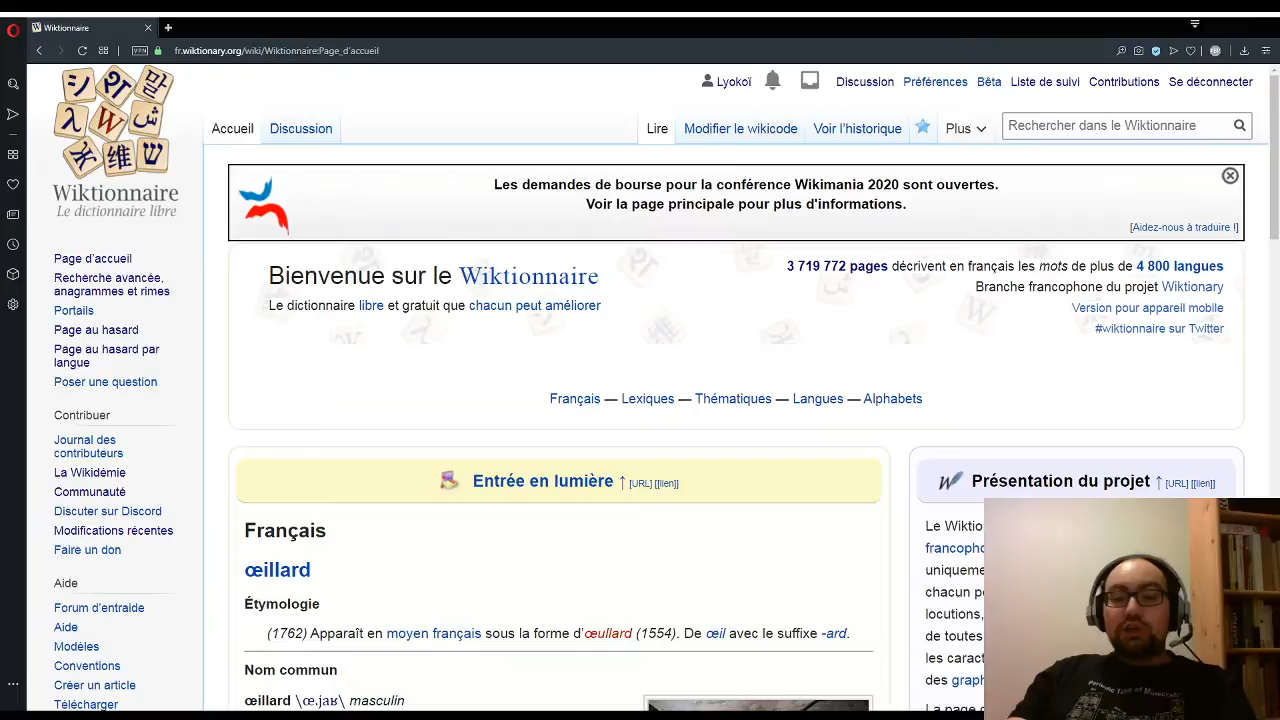 Wiktionnaire
VPN fr.wiktionary.org/wiki/Wiktionnaire:Page_d’accueil
Lyokoï Discussion Préférences Bêta Liste de suivi Contributions Se déconnecter
Accueil Discussion Lire Modifier le wikicode Voir l’historique Plus Rechercher dans le Wiktionnaire
シ 말 λ W ش 维 ש
Wiktionnaire
Le dictionnaire libre
Page d’accueil
Recherche avancée,
anagrammes et rimes
Portails
Page au hasard
Page au hasard par
langue
Poser une question
Contribuer
Journal des
contributeurs
La Wikidémie
Communauté
Discuter sur Discord
Modifications récentes
Faire un don
Aide
Forum d’entraide
Aide
Modèles
Conventions
Créer un article
Télécharger
Les demandes de bourse pour la conférence Wikimania 2020 sont ouvertes.
Voir la page principale pour plus d'informations.
[Aidez-nous à traduire !]
Bienvenue sur le Wiktionnaire
Le dictionnaire libre et gratuit que chacun peut améliorer
3 719 772 pages décrivent en français les mots de plus de 4 800 langues
Branche francophone du projet Wiktionary
Version pour appareil mobile
#wiktionnaire sur Twitter
Français — Lexiques — Thématiques — Langues — Alphabets
Entrée en lumière ↑ [URL] [[lien]]
Français
œillard
Étymologie
(1762) Apparaît en moyen français sous la forme d’œullard (1554). De œil avec le suffixe -ard.
Nom commun
œillard \œ.jaʁ\ masculin
Présentation du projet ↑ [URL] [[lien]]
Le Wiktio
francopho
uniqueme
chacun p
locutions,
de toutes
les caract
des graph
Periodic Table of Minecraft